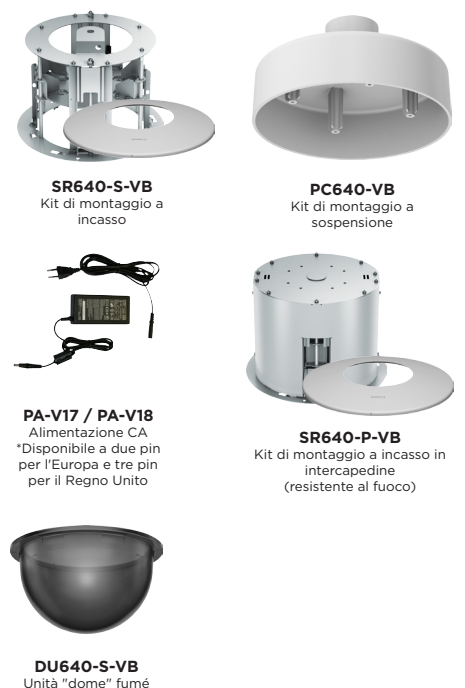 SR640-S-VB
Kit di montaggio a
incasso
PC640-VB
Kit di montaggio a
sospensione
PA-V17 / PA-V18
Alimentazione CA
*Disponibile a due pin
per l'Europa e tre pin
per il Regno Unito
SR640-P-VB
Kit di montaggio a incasso in
intercapedine
(resistente al fuoco)
DU640-S-VB
Unità "dome" fumé